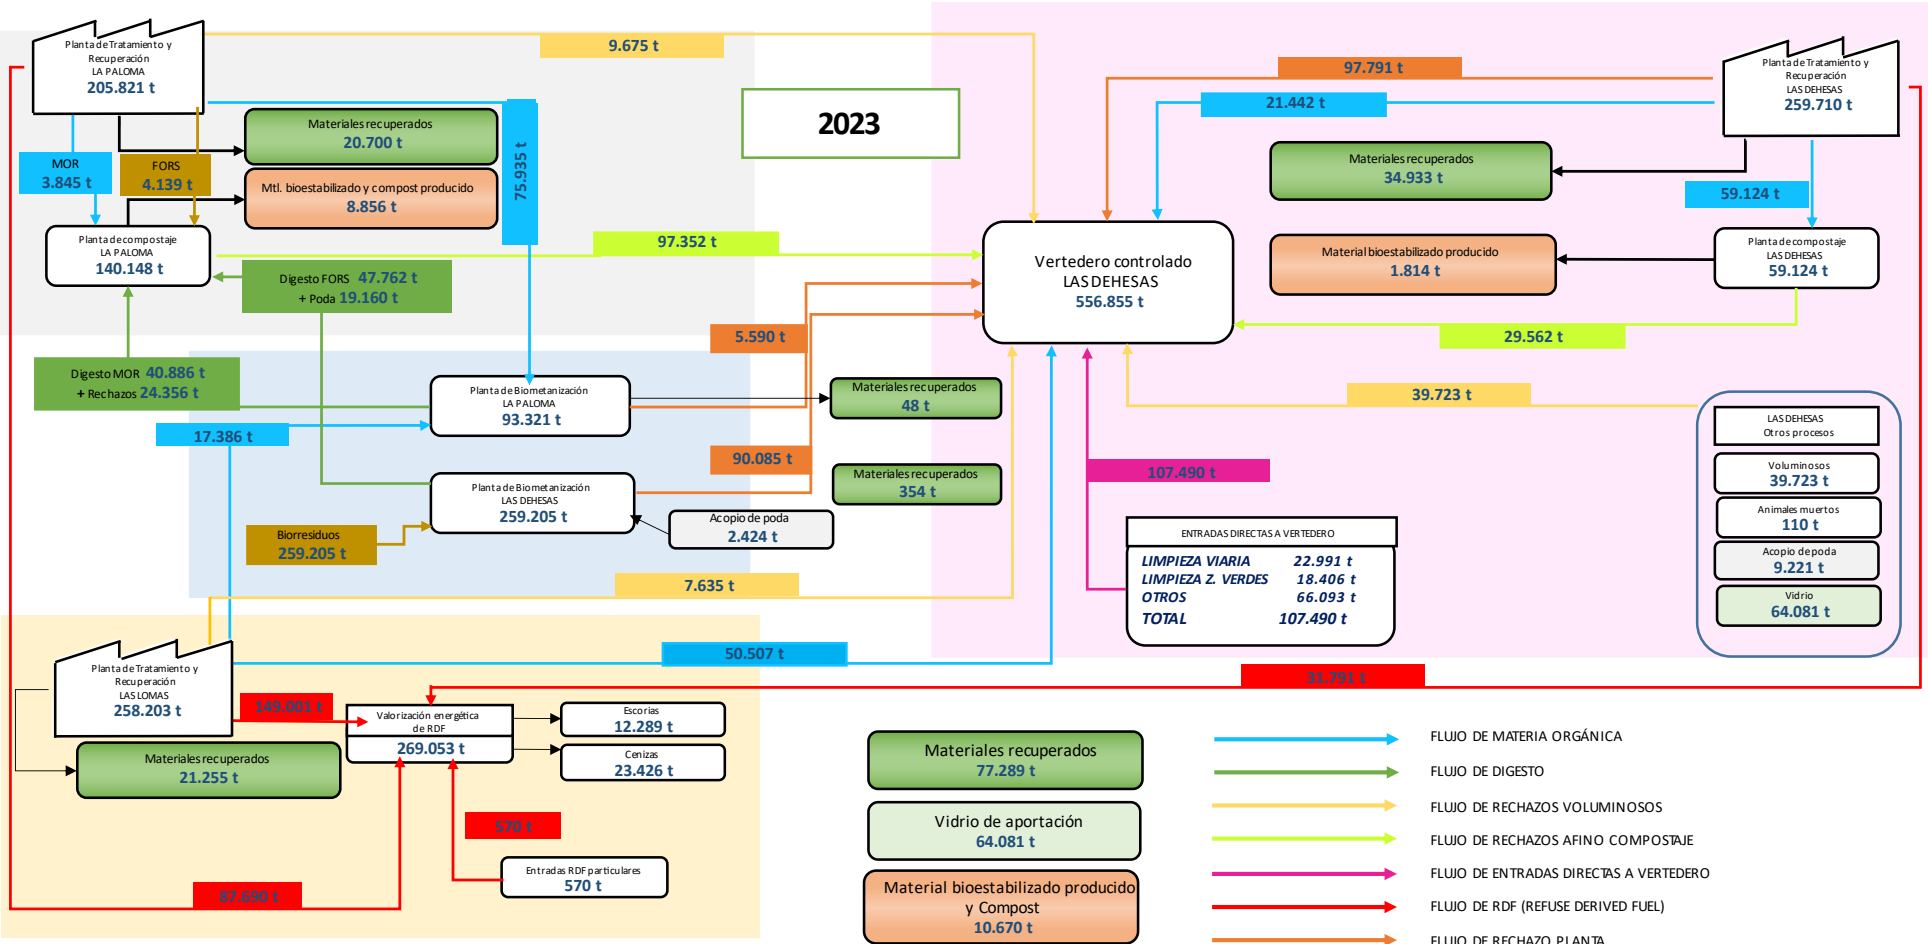 Planta de Tratamiento y
Recuperación
LA PALOMA
205.821 t
9.675 t
2023
97.791 t
21.442 t
Planta de Tratamiento y
Recuperación
LAS DEHESAS
259.710 t
MOR
3.845 t
FORS
4.139 t
Materiales recuperados
20.700 t
Mtl. bioestabilizado y compost producido
8.856 t
75.935 t
Materiales recuperados
34.933 t
59.124 t
Planta de compostaje
LA PALOMA
140.148 t
97.352 t
Digesto FORS 47.762 t
+ Poda 19.160 t
Vertedero controlado
LAS DEHESAS
556.855 t
Material bioestabilizado producido
1.814 t
Planta de compostaje
LAS DEHESAS
59.124 t
5.590 t
29.562 t
Digesto MOR 40.886 t
+ Rechazos 24.356 t
Planta de Biometanización
LA PALOMA
93.321 t
Materiales recuperados
48 t
39.723 t
17.386 t
90.085 t
Planta de Biometanización
LAS DEHESAS
259.205 t
Materiales recuperados
354 t
107.490 t
LAS DEHESAS
Otros procesos
Voluminosos
39.723 t
Animales muertos
110 t
Acopio de poda
9.221 t
Vidrio
64.081 t
Biorresiduos
259.205 t
Acopio de poda
2.424 t
ENTRADAS DIRECTAS A VERTEDERO
LIMPIEZA VIARIA 22.991 t
LIMPIEZA Z. VERDES 18.406 t
OTROS 66.093 t
TOTAL 107.490 t
7.635 t
50.507 t
31.791 t
Planta de Tratamiento y
Recuperación
LAS LOMAS
258.203 t
149.001 t
Valorización energética
de RDF
269.053 t
Escorias
12.289 t
Cenizas
23.426 t
Materiales recuperados
21.255 t
570 t
Entradas RDF particulares
570 t
87.690 t
Materiales recuperados
77.289 t
Vidrio de aportación
64.081 t
Material bioestabilizado producido
y Compost
10.670 t
FLUJO DE MATERIA ORGÁNICA
FLUJO DE DIGESTO
FLUJO DE RECHAZOS VOLUMINOSOS
FLUJO DE RECHAZOS AFINO COMPOSTAJE
FLUJO DE ENTRADAS DIRECTAS A VERTEDERO
FLUJO DE RDF (REFUSE DERIVED FUEL)
FLUJO DE RECHAZO PLANTA